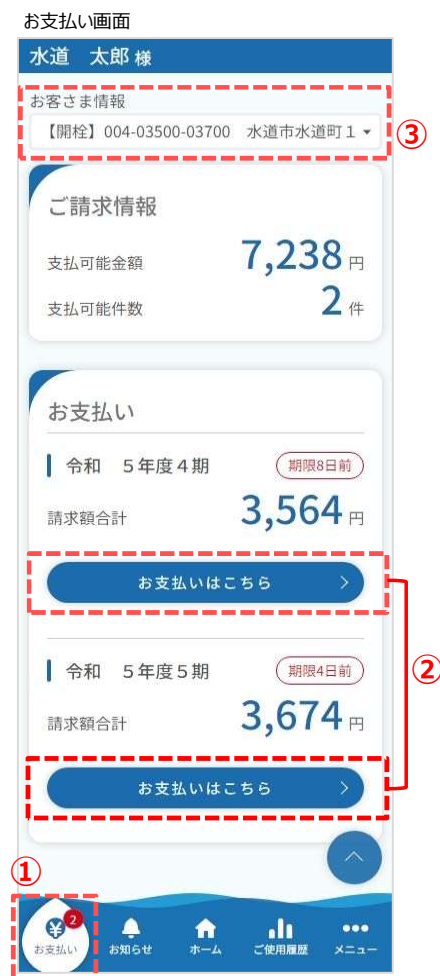 お支払い画面
水道　太郎 様
お客さま情報
【開栓】004-03500-03700　水道市水道町１
③
ご請求情報
支払可能金額 7,238 円
支払可能件数 2 件
お支払い
令和　５年度４期 期限8日前
請求額合計 3,564 円
お支払いはこちら
②
令和　５年度５期 期限4日前
請求額合計 3,674 円
お支払いはこちら
①
¥ 2
お支払い お知らせ ホーム ご使用履歴 メニュー